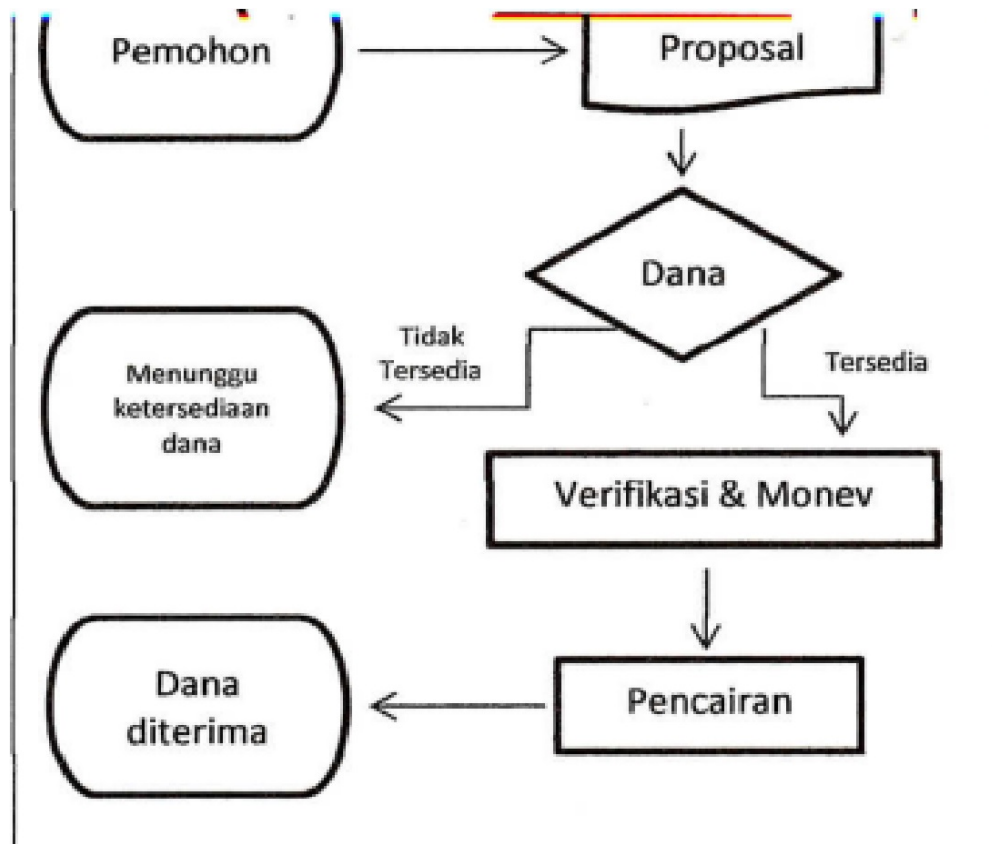 Pemohon
Proposal
Dana
Tidak
Tersedia
Tersedia
Menunggu
ketersediaan
dana
Verifikasi & Monev
Pencairan
Dana
diterima